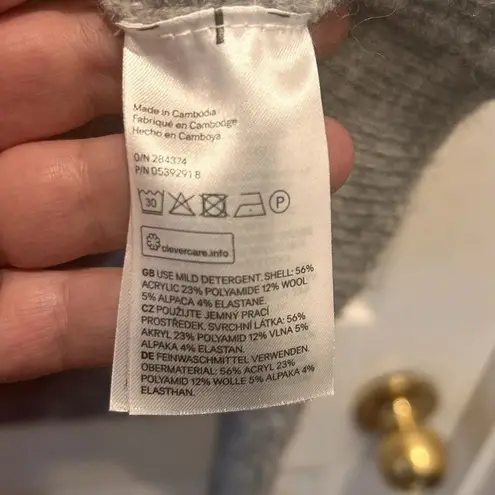 Made in Cambodia
Fabriqué en Cambodge
Hecho en Camboya
O/N 284374
P/N 0539291 8
30 P
clevercare.info
GB USE MILD DETERGENT. SHELL: 56%
ACRYLIC 23% POLYAMIDE 12% WOOL
5% ALPACA 4% ELASTANE.
CZ POUŽIJTE JEMNÝ PRACÍ
PROSTŘEDEK. SVRCHNÍ LÁTKA: 56%
AKRYL 23% POLYAMID 12% VLNA 5%
ALPAKA 4% ELASTAN.
DE FEINWASCHMITTEL VERWENDEN.
OBERMATERIAL: 56% ACRYL 23%
POLYAMID 12% WOLLE 5% ALPAKA 4%
ELASTHAN.